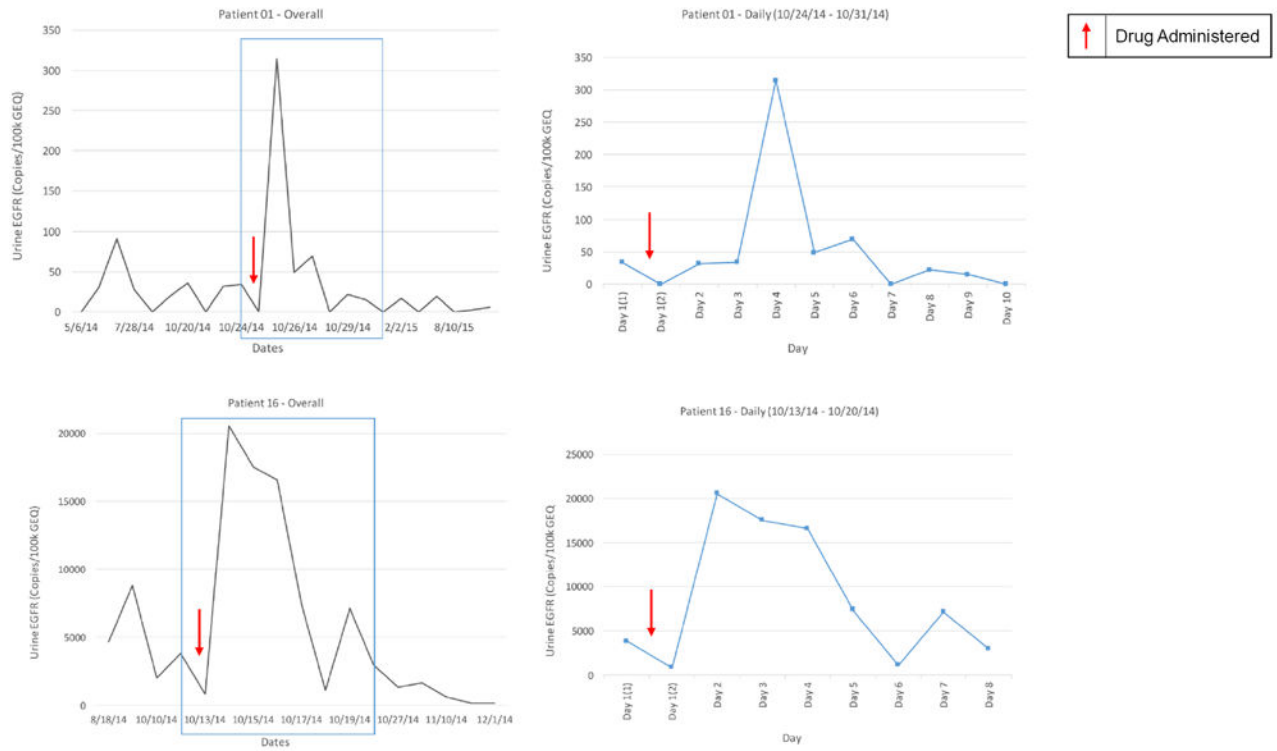 Patient 01 - Overall
Urine EGFR (Copies/100k GEQ)
350
300
250
200
150
100
50
0
5/6/14 7/28/14 10/20/14 10/24/14 10/26/14 10/29/14 2/2/15 8/10/15
Dates
Patient 01 - Daily (10/24/14 - 10/31/14)
Urine EGFR (Copies/100k GEQ
350
300
250
200
150
100
50
0
Day 1(1) Day 1(2) Day 2 Day 3 Day 4 Day 5 Day 6 Day 7 Day 8 Day 9 Day 10
Day
Drug Administered
Patient 16 - Overall
Urine EGFR (Copies/100k GEQ)
20000
15000
10000
5000
0
8/18/14 10/10/14 10/13/14 10/15/14 10/17/14 10/19/14 10/27/14 11/10/14 12/1/14
Dates
Patient 16 - Daily (10/13/14 - 10/20/14)
Urine EGFR (Copies/100k GEQ)
25000
20000
15000
10000
5000
0
Day 1(1) Day 1(2) Day 2 Day 3 Day 4 Day 5 Day 6 Day 7 Day 8
Day